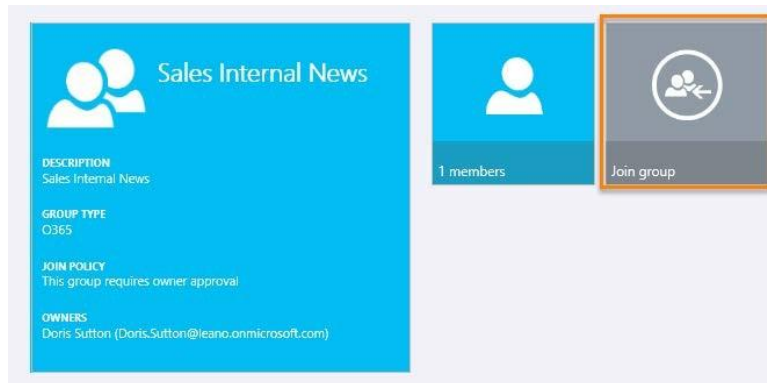 Sales Internal News
DESCRIPTION
Sales Internal News
GROUP TYPE
O365
JOIN POLICY
This group requires owner approval
OWNERS
Doris Sutton (Doris.Sutton@leano.onmicrosoft.com)
1 members
Join group